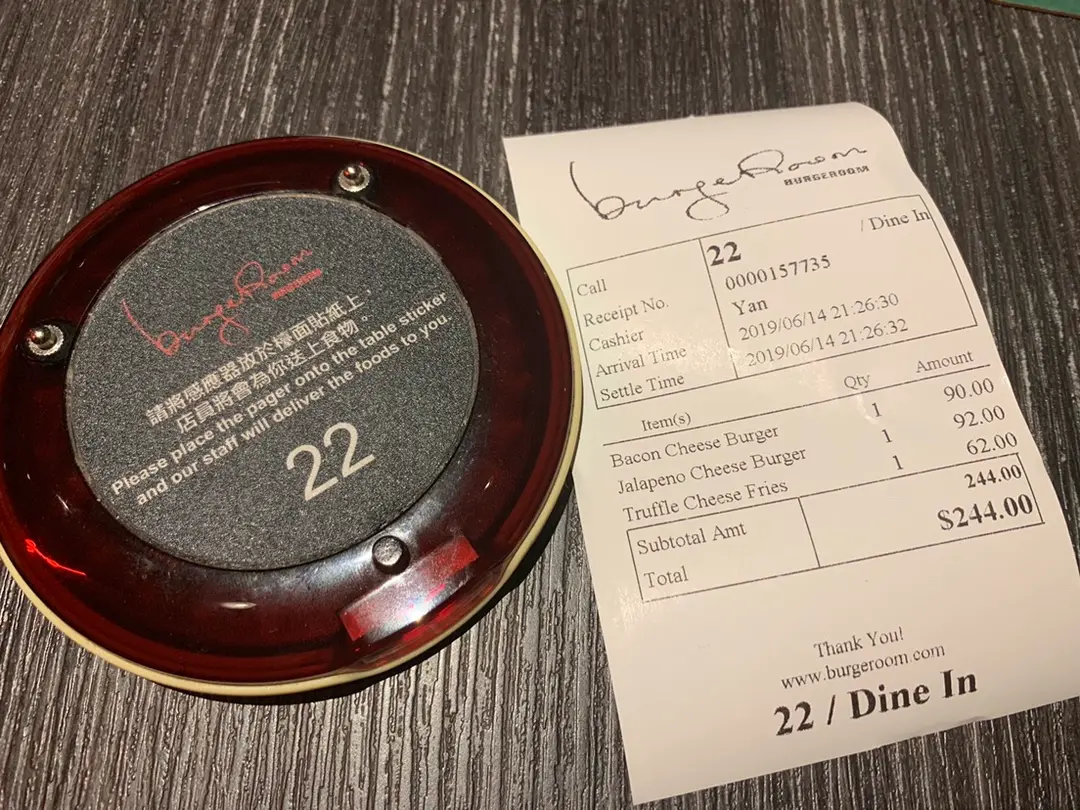 burgeRoom
BURGEROOM
請將感應器放於檯面貼紙上，
店員將會為你送上食物。
Please place the pager onto the table sticker
and our staff will deliver the foods to you.
22
burgeRoom
BURGEROOM
Call 22 / Dine In
Receipt No. 0000157735
Cashier Yan
Arrival Time 2019/06/14 21:26:30
Settle Time 2019/06/14 21:26:32
Item(s) Qty Amount
Bacon Cheese Burger 1 90.00
Jalapeno Cheese Burger 1 92.00
Truffle Cheese Fries 1 62.00
Subtotal Amt 244.00
Total $244.00
Thank You!
www.burgeroom.com
22 / Dine In